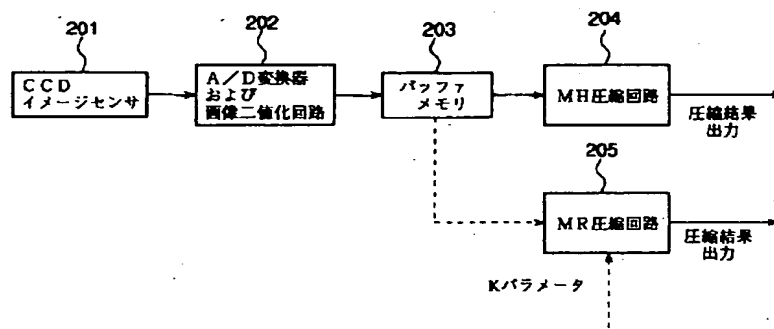 201
202
203
204
CCD
イメージセンサ
A/D変換器
および
画像二値化回路
バッファ
メモリ
MH圧縮回路
圧縮結果
出力
205
MR圧縮回路
圧縮結果
出力
Kパラメータ